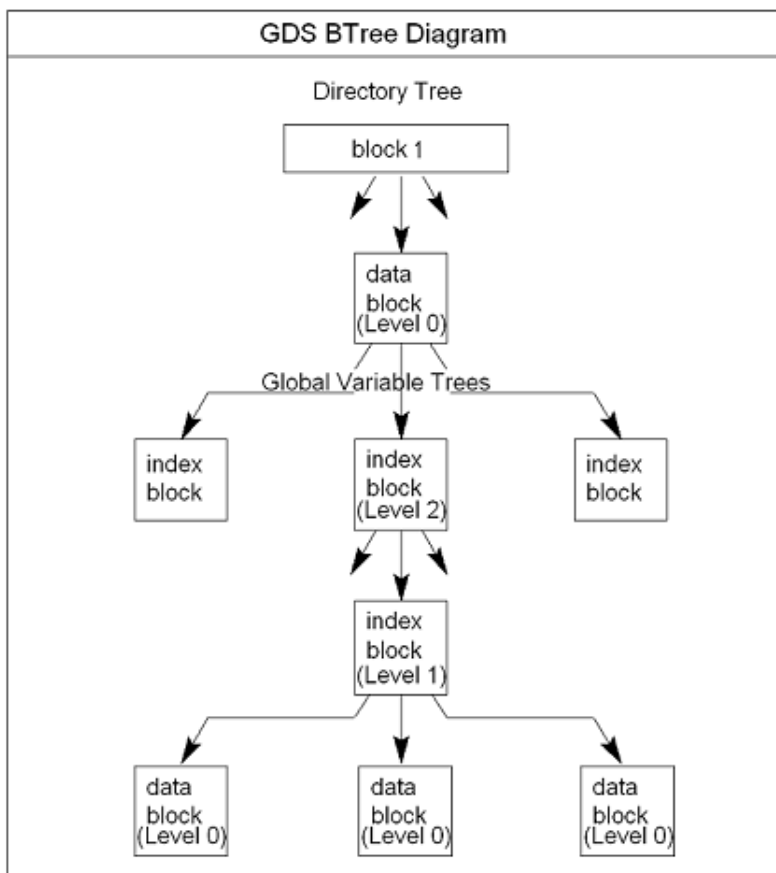 GDS BTree Diagram
Directory Tree
block 1
data
block
(Level 0)
Global Variable Trees
index
block
index
block
(Level 2)
index
block
index
block
(Level 1)
data
block
(Level 0)
data
block
(Level 0)
data
block
(Level 0)